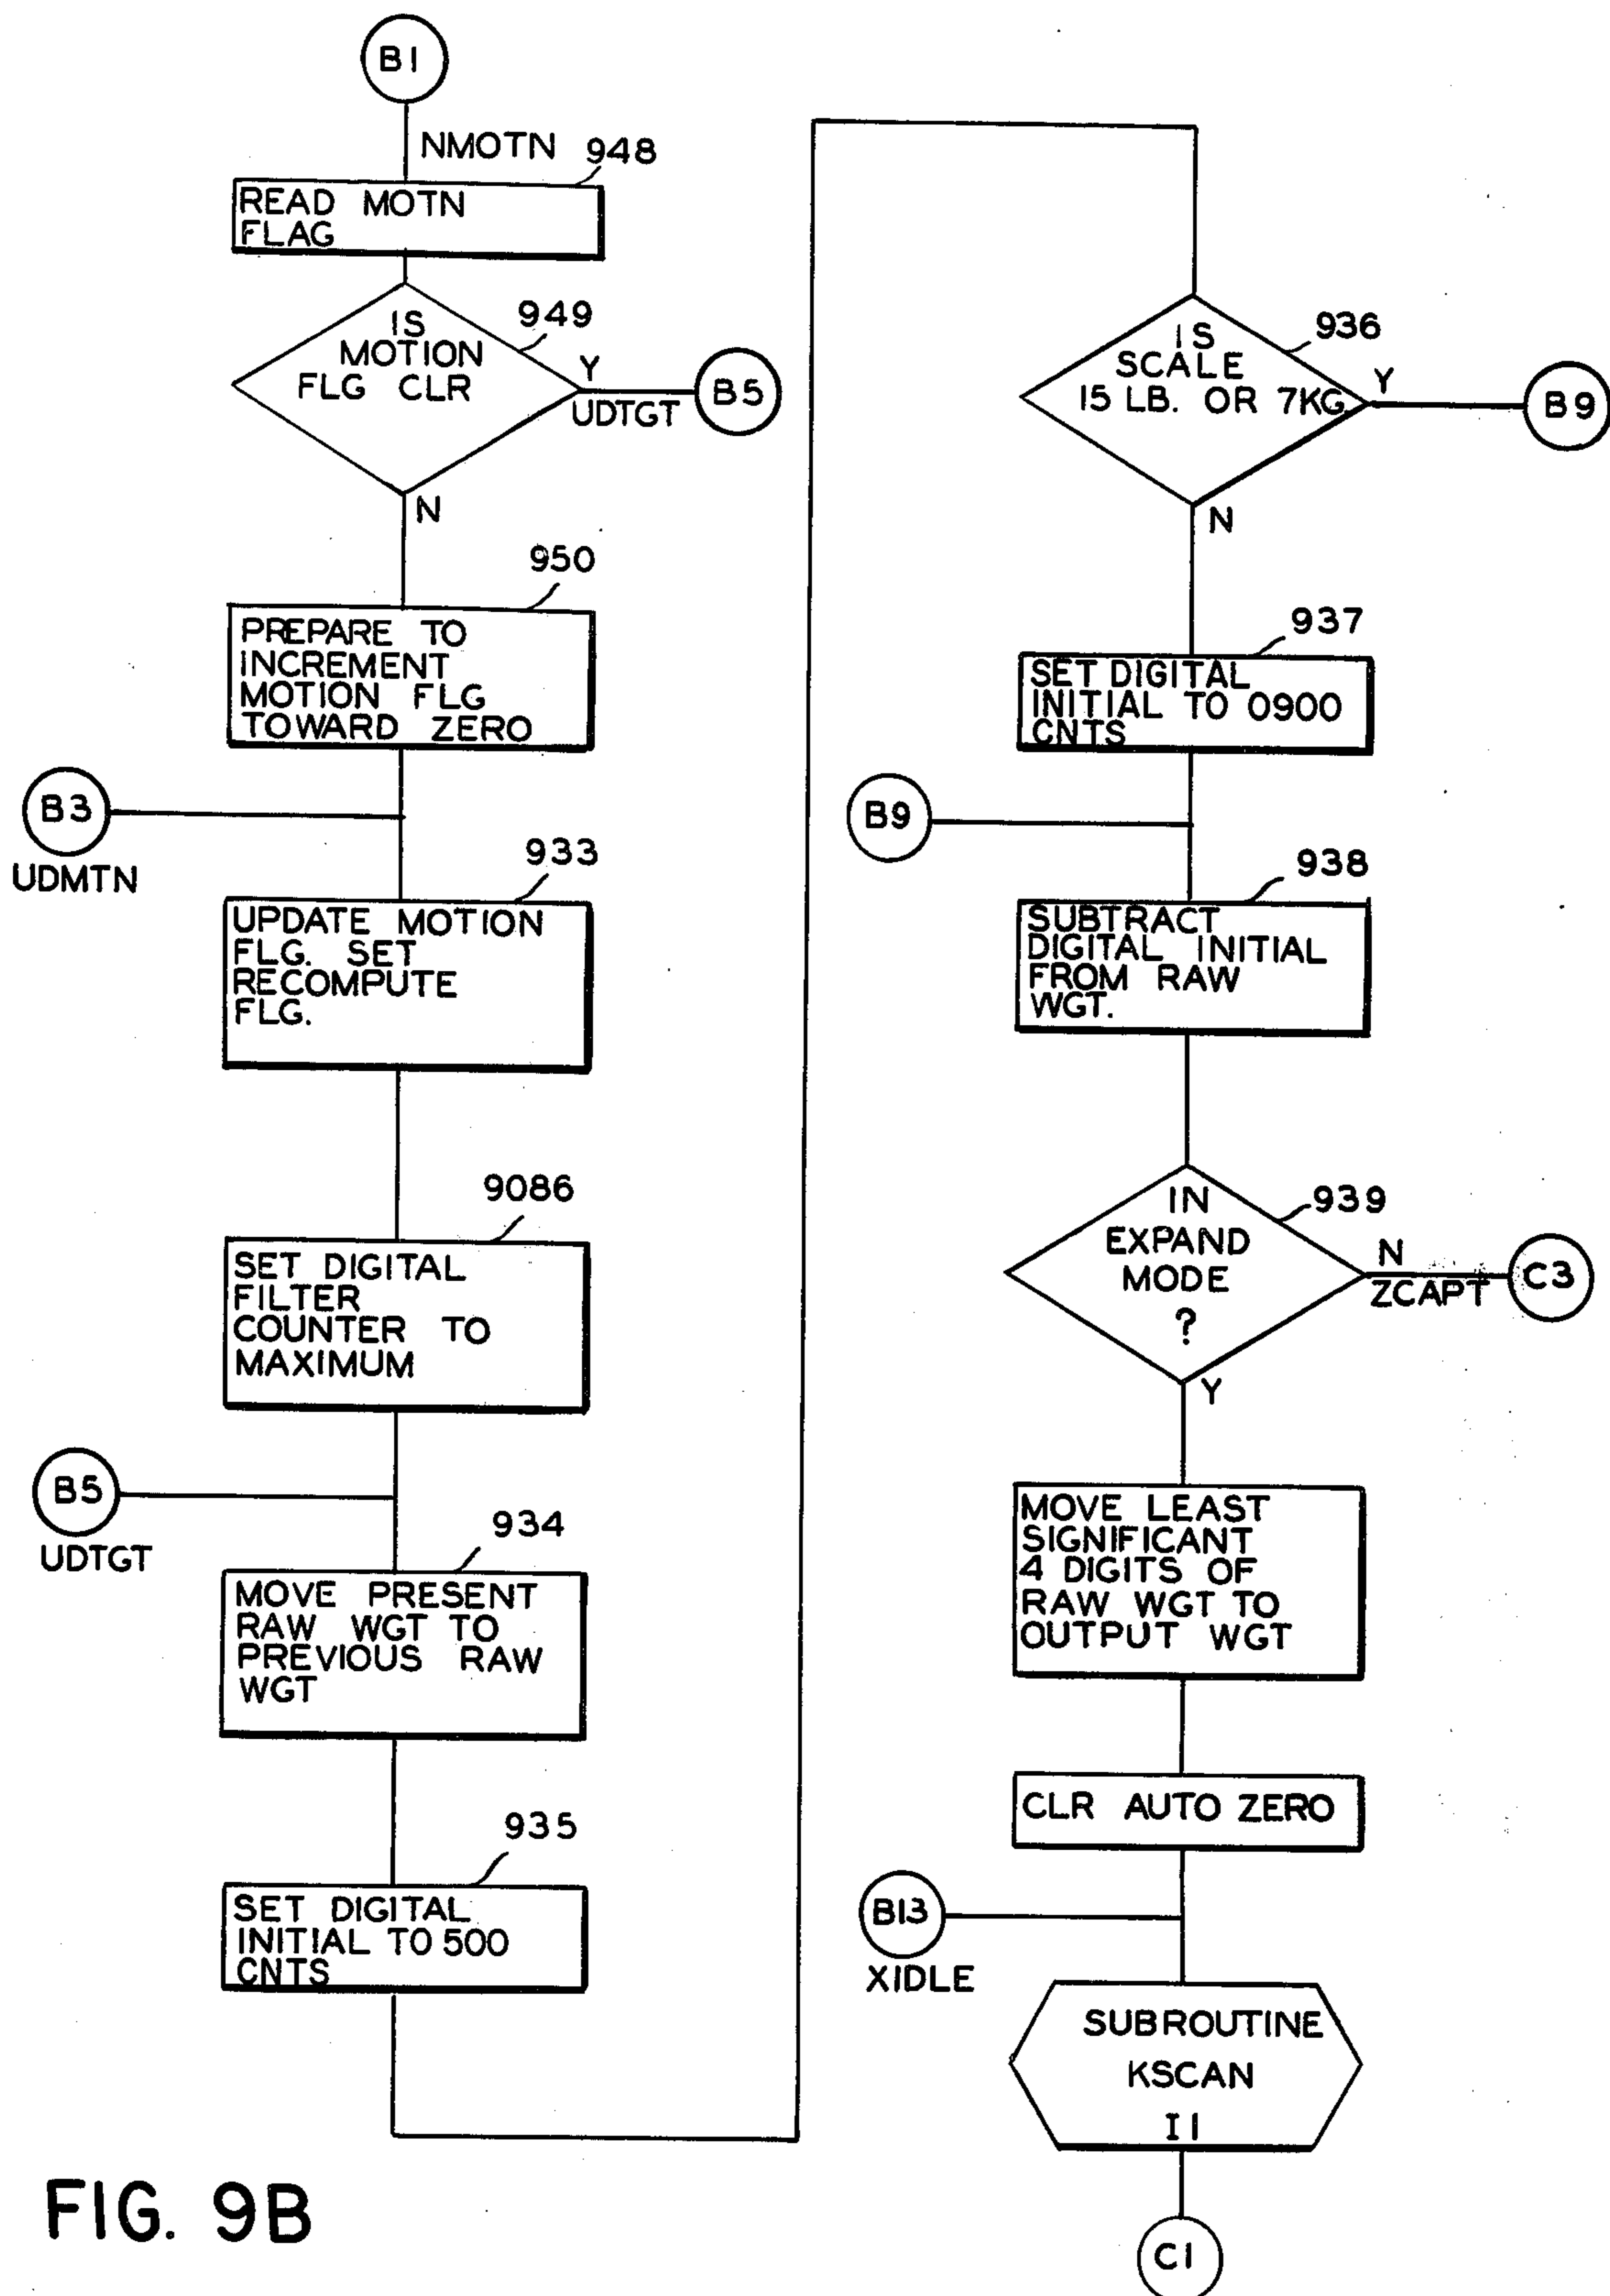 B1
NMOTN
948
READ MOTN
FLAG
949
IS
MOTION
FLG CLR
Y
UDTGT
B5
N
950
PREPARE TO
INCREMENT
MOTION FLG
TOWARD ZERO
B3
UDMTN
933
UPDATE MOTION
FLG. SET
RECOMPUTE
FLG.
9086
SET DIGITAL
FILTER
COUNTER TO
MAXIMUM
B5
UDTGT
934
MOVE PRESENT
RAW WGT TO
PREVIOUS RAW
WGT
935
SET DIGITAL
INITIAL TO 500
CNTS
936
IS
SCALE
15 LB. OR 7KG.
Y
B9
N
937
SET DIGITAL
INITIAL TO 0900
CNTS
B9
938
SUBTRACT
DIGITAL INITIAL
FROM RAW
WGT.
939
IN
EXPAND
MODE
?
N
ZCAPT
C3
Y
MOVE LEAST
SIGNIFICANT
4 DIGITS OF
RAW WGT TO
OUTPUT WGT
CLR AUTO ZERO
B13
XIDLE
SUBROUTINE
KSCAN
I1
C1
FIG. 9B